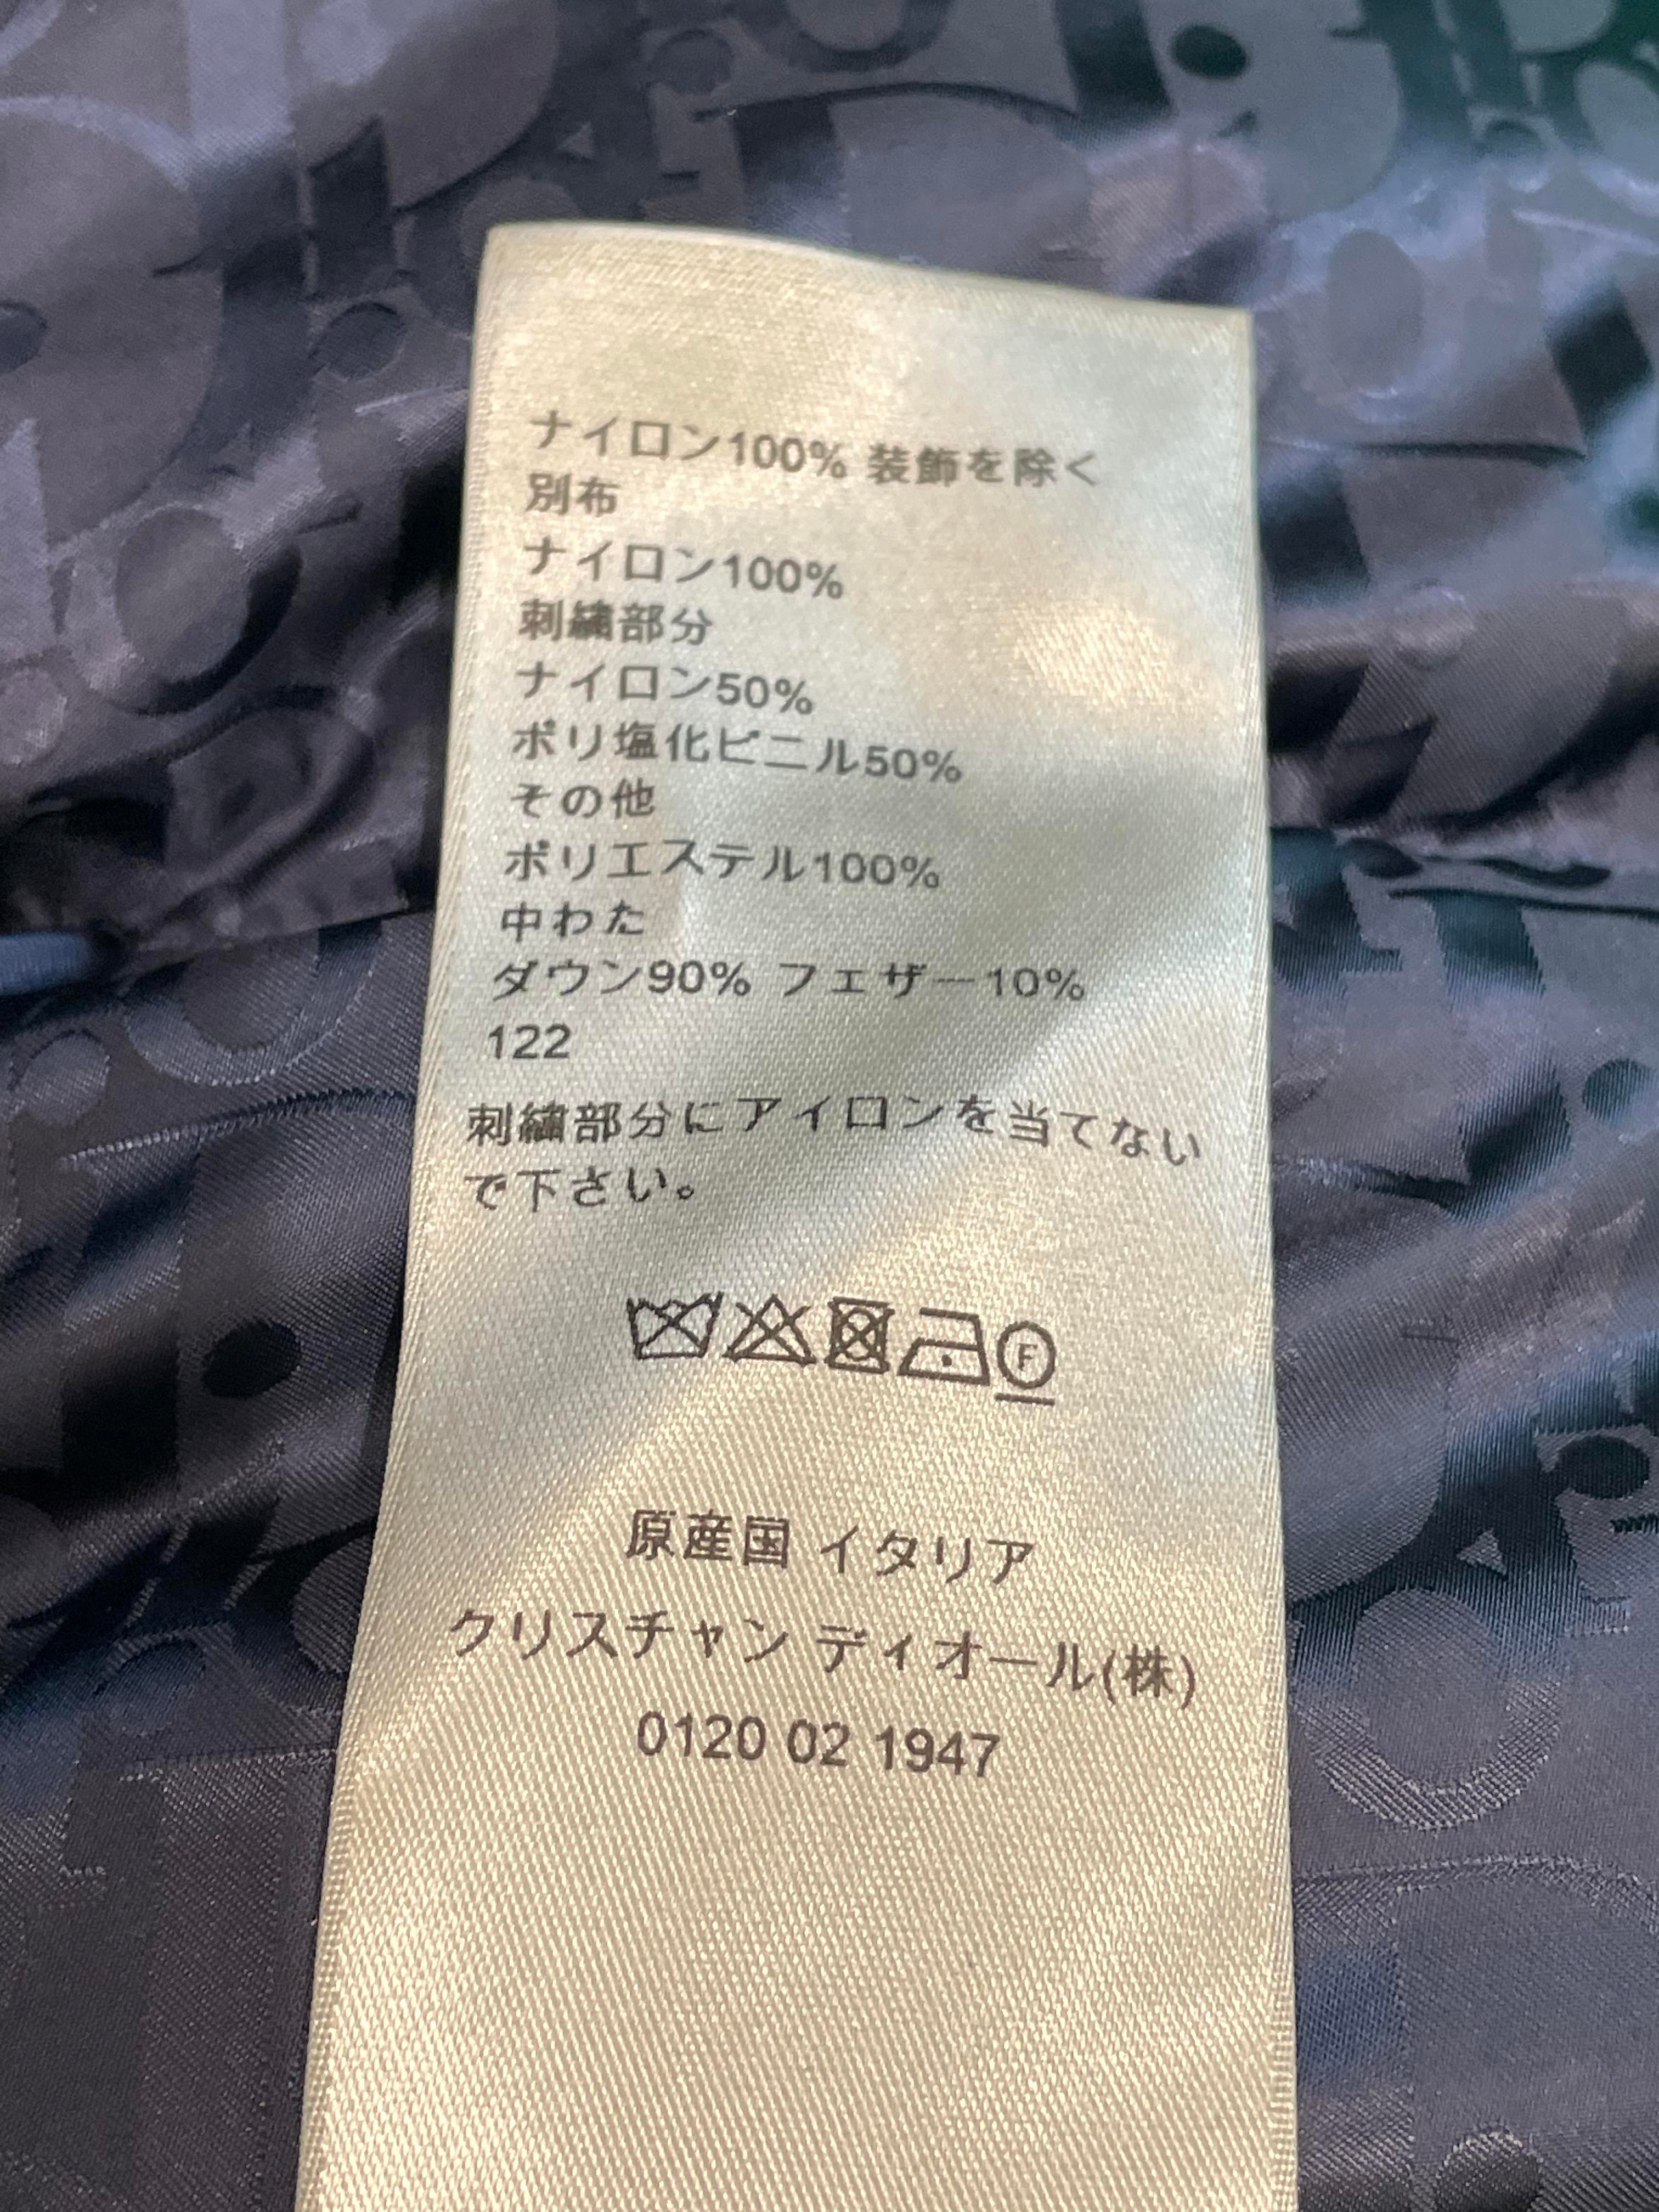 ナイロン100% 装飾を除く
別布
ナイロン100%
刺繍部分
ナイロン50%
ポリ塩化ビニル50%
その他
ポリエステル100%
中わた
ダウン90% フェザー10%
122
刺繍部分にアイロンを当てない
で下さい。
F
原産国 イタリア
クリスチャン ディオール(株)
0120 02 1947